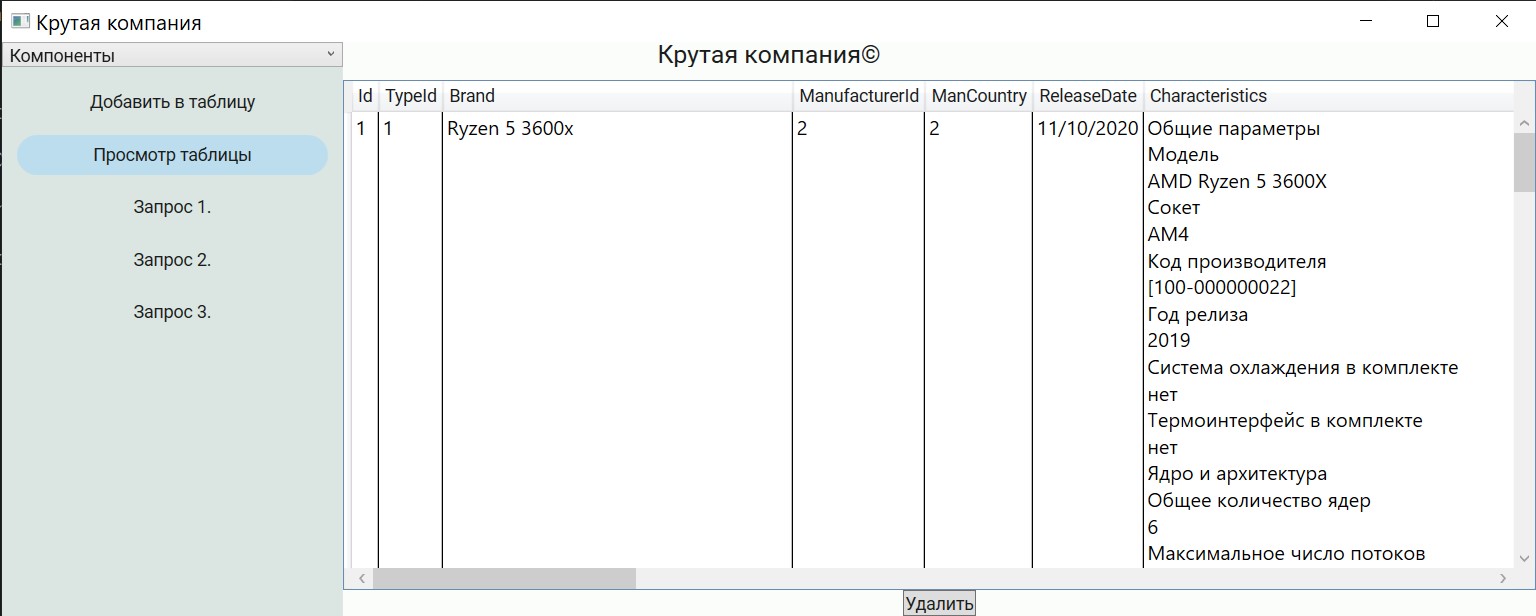 Крутая компания
Компоненты
Добавить в таблицу
Просмотр таблицы
Запрос 1.
Запрос 2.
Запрос 3.
Крутая компания©
Id TypeId Brand ManufacturerId ManCountry ReleaseDate Characteristics
1 1 Ryzen 5 3600x 2 2 11/10/2020 Общие параметры
Модель
AMD Ryzen 5 3600X
Сокет
AM4
Код производителя
[100-000000022]
Год релиза
2019
Система охлаждения в комплекте
нет
Термоинтерфейс в комплекте
нет
Ядро и архитектура
Общее количество ядер
6
Максимальное число потоков
Удалить